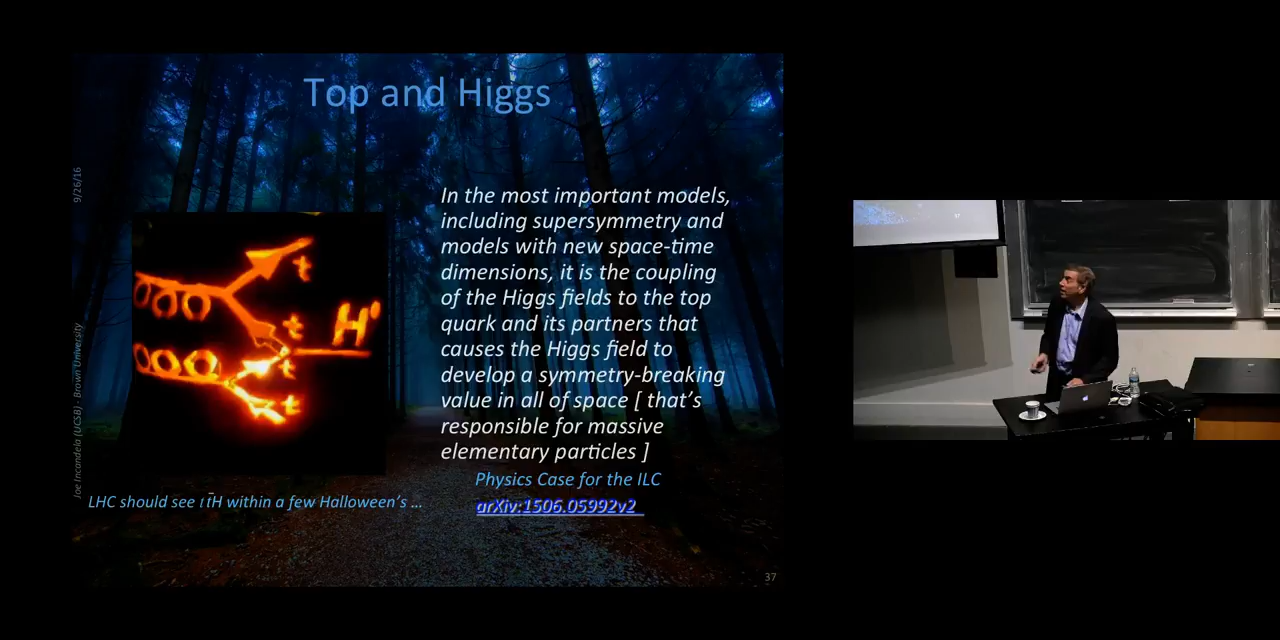 Top and Higgs
9/26/16
Joe Incandela (UCSB) - Brown University
t
t
H⁰
t
t
In the most important models,
including supersymmetry and
models with new space-time
dimensions, it is the coupling
of the Higgs fields to the top
quark and its partners that
causes the Higgs field to
develop a symmetry-breaking
value in all of space [ that's
responsible for massive
elementary particles ]
Physics Case for the ILC
arXiv:1506.05992v2
LHC should see t t̄H within a few Halloween's ...
37